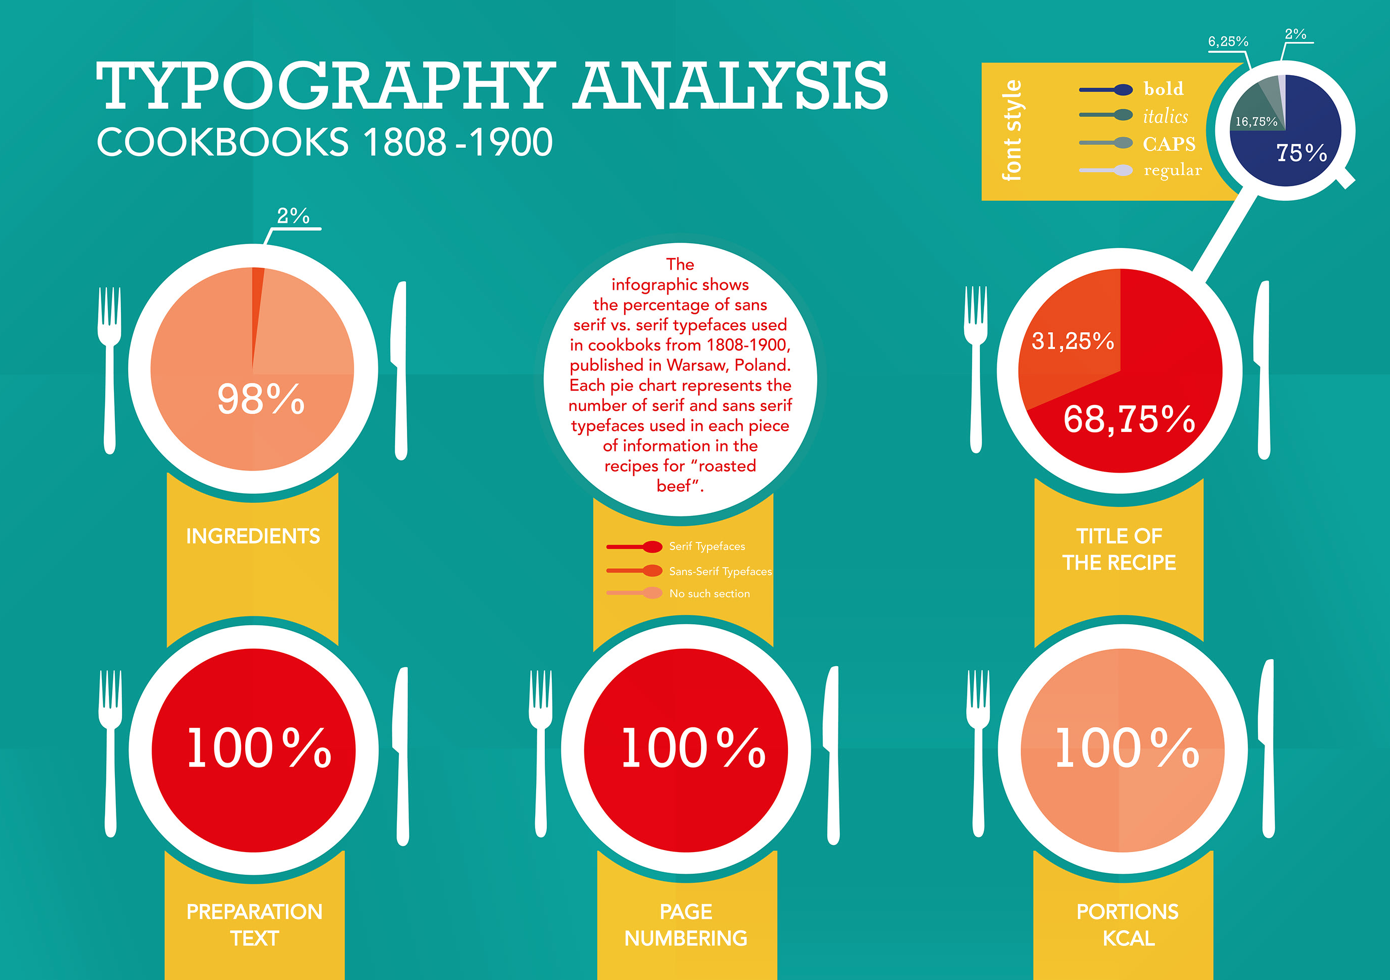 TYPOGRAPHY ANALYSIS
COOKBOOKS 1808-1900
font style
bold
italics
CAPS
regular
6,25%
2%
16,75%
75%
2%
98%
INGREDIENTS
The
infographic shows
the percentage of sans
serif vs. serif typefaces used
in cookboks from 1808-1900,
published in Warsaw, Poland.
Each pie chart represents the
number of serif and sans serif
typefaces used in each piece
of information in the
recipes for “roasted
beef”.
Serif Typefaces
Sans-Serif Typefaces
No such section
31,25%
68,75%
TITLE OF
THE RECIPE
100%
PREPARATION
TEXT
100%
PAGE
NUMBERING
100%
PORTIONS
KCAL